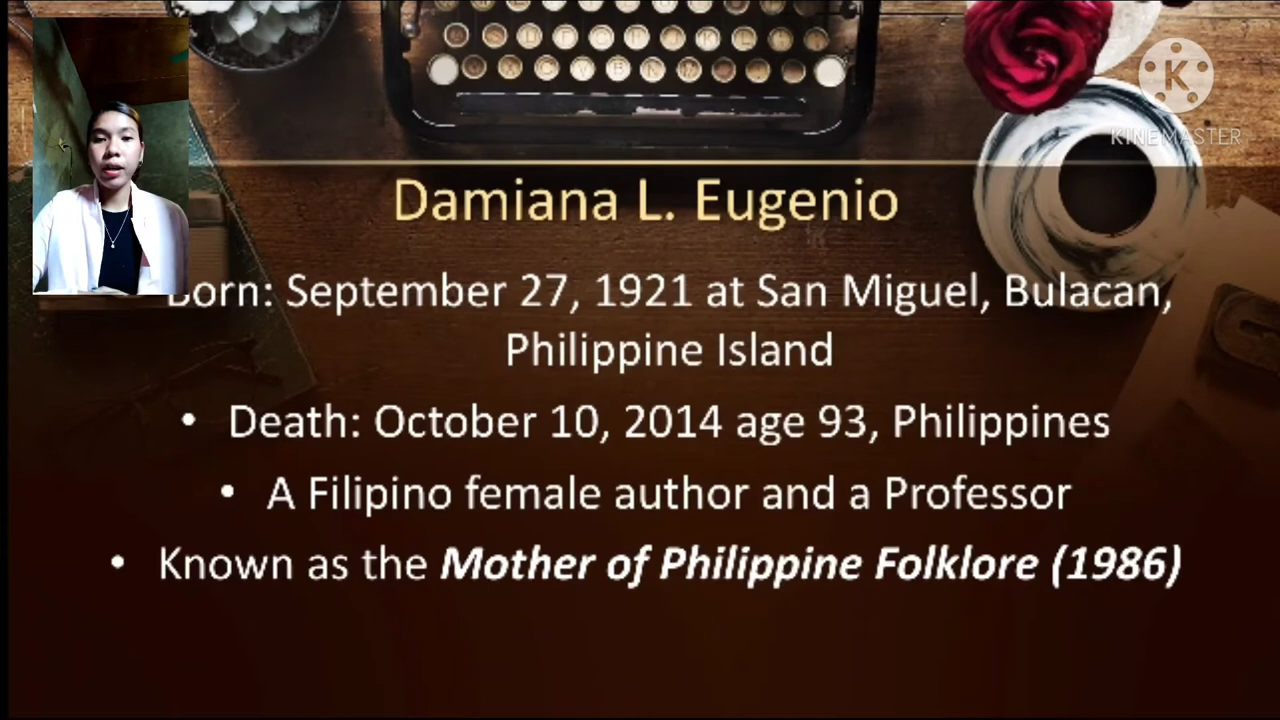 KINEMASTER
Damiana L. Eugenio
Born: September 27, 1921 at San Miguel, Bulacan,
Philippine Island
• Death: October 10, 2014 age 93, Philippines
• A Filipino female author and a Professor
• Known as the Mother of Philippine Folklore (1986)